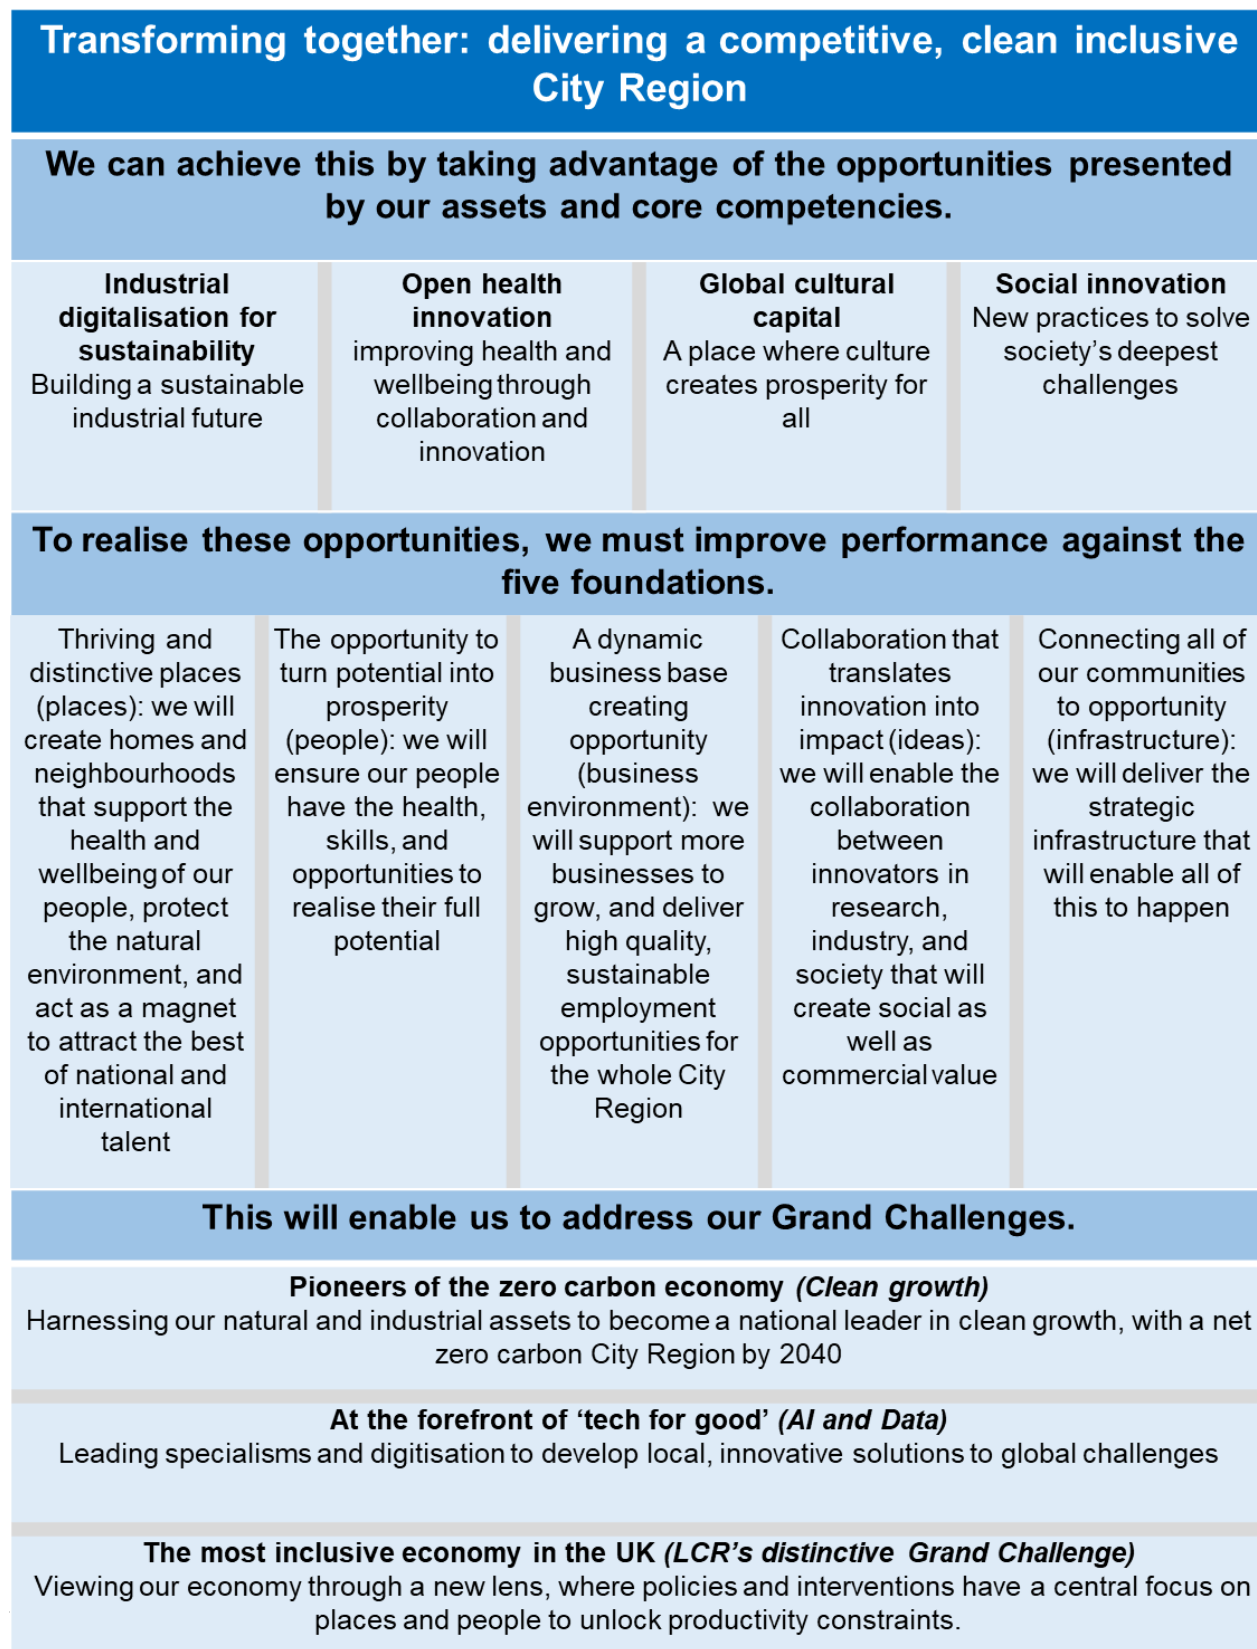 Transforming together: delivering a competitive, clean inclusive
City Region
We can achieve this by taking advantage of the opportunities presented
by our assets and core competencies.
Industrial
digitalisation for
sustainability
Building a sustainable
industrial future
Open health
innovation
improving health and
wellbeing through
collaboration and
innovation
Global cultural
capital
A place where culture
creates prosperity for
all
Social innovation
New practices to solve
society’s deepest
challenges
To realise these opportunities, we must improve performance against the
five foundations.
Thriving and
distinctive places
(places): we will
create homes and
neighbourhoods
that support the
health and
wellbeing of our
people, protect
the natural
environment, and
act as a magnet
to attract the best
of national and
international
talent
The opportunity to
turn potential into
prosperity
(people): we will
ensure our people
have the health,
skills, and
opportunities to
realise their full
potential
A dynamic
business base
creating
opportunity
(business
environment): we
will support more
businesses to
grow, and deliver
high quality,
sustainable
employment
opportunities for
the whole City
Region
Collaboration that
translates
innovation into
impact (ideas):
we will enable the
collaboration
between
innovators in
research,
industry, and
society that will
create social as
well as
commercial value
Connecting all of
our communities
to opportunity
(infrastructure):
we will deliver the
strategic
infrastructure that
will enable all of
this to happen
This will enable us to address our Grand Challenges.
Pioneers of the zero carbon economy (Clean growth)
Harnessing our natural and industrial assets to become a national leader in clean growth, with a net
zero carbon City Region by 2040
At the forefront of ‘tech for good’ (AI and Data)
Leading specialisms and digitisation to develop local, innovative solutions to global challenges
The most inclusive economy in the UK (LCR’s distinctive Grand Challenge)
Viewing our economy through a new lens, where policies and interventions have a central focus on
places and people to unlock productivity constraints.